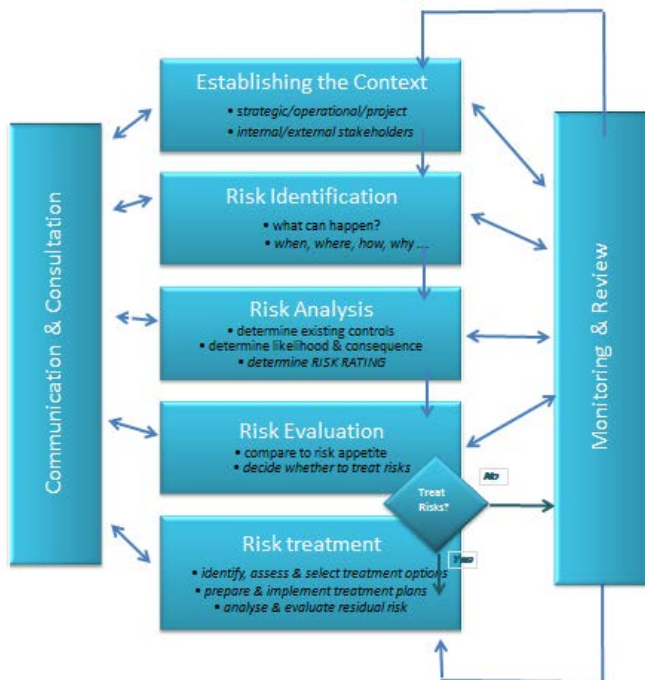 Establishing the Context
▪ strategic/operational/project
▪ internal/external stakeholders
Communication & Consultation
Risk Identification
▪ what can happen?
▪ when, where, how, why ...
Risk Analysis
▪ determine existing controls
▪ determine likelihood & consequence
▪ determine RISK RATING
Monitoring & Review
Risk Evaluation
▪ compare to risk appetite
▪ decide whether to treat risks
Treat
Risks?
No
Yes
Risk treatment
▪ identify, assess & select treatment options
▪ prepare & implement treatment plans
▪ analyse & evaluate residual risk